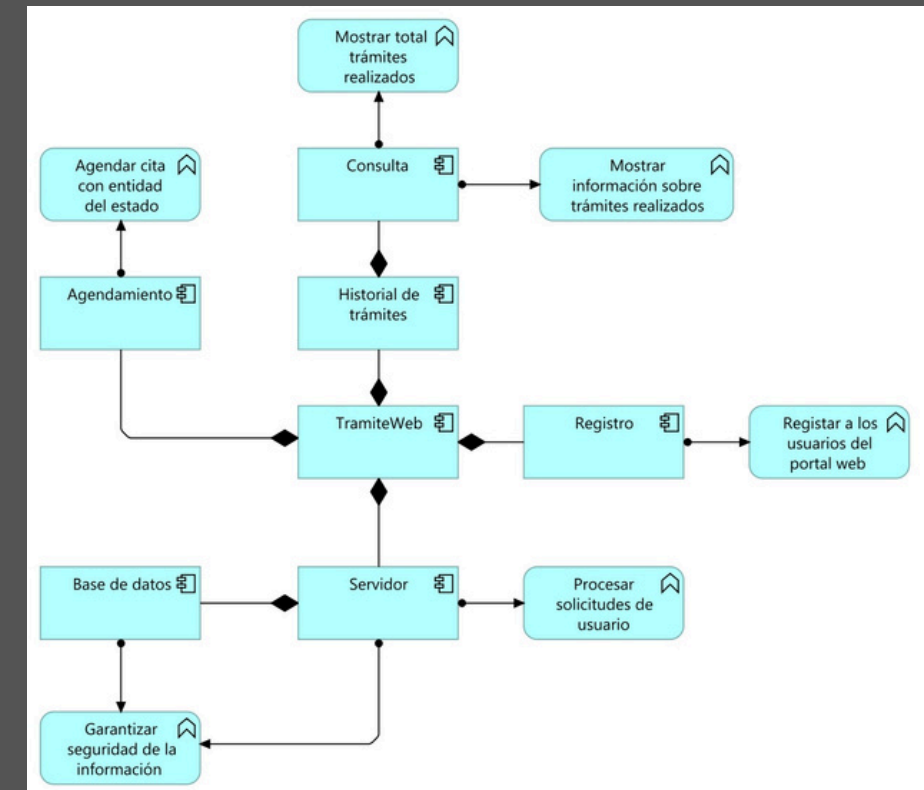 Mostrar total
trámites
realizados
Agendar cita
con entidad
del estado
Consulta
Mostrar
información sobre
trámites realizados
Agendamiento
Historial de
trámites
TramiteWeb
Registro
Registar a los
usuarios del
portal web
Base de datos
Servidor
Procesar
solicitudes de
usuario
Garantizar
seguridad de la
información